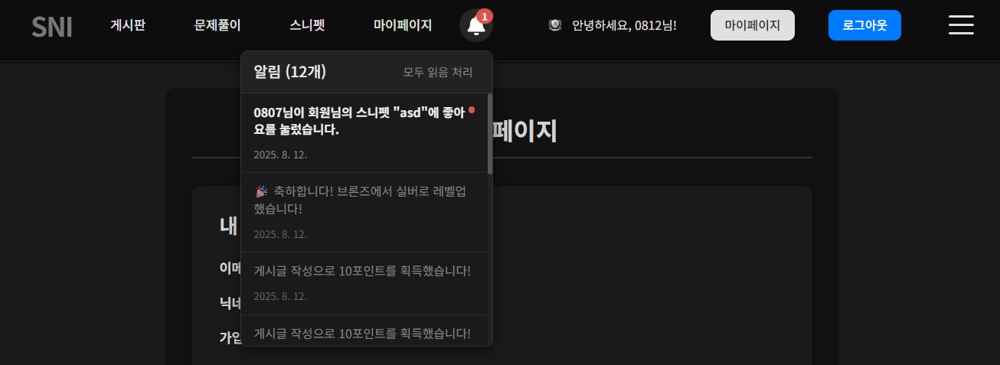 SNI 게시판 문제풀이 스니펫 마이페이지 1 안녕하세요, 0812님! 마이페이지 로그아웃
알림 (12개) 모두 읽음 처리
0807님이 회원님의 스니펫 "asd"에 좋아
요를 눌렀습니다.
2025. 8. 12.
축하합니다! 브론즈에서 실버로 레벨업
했습니다!
2025. 8. 12.
게시글 작성으로 10포인트를 획득했습니다!
2025. 8. 12.
게시글 작성으로 10포인트를 획득했습니다!
페이지
내
이메
닉네
가입